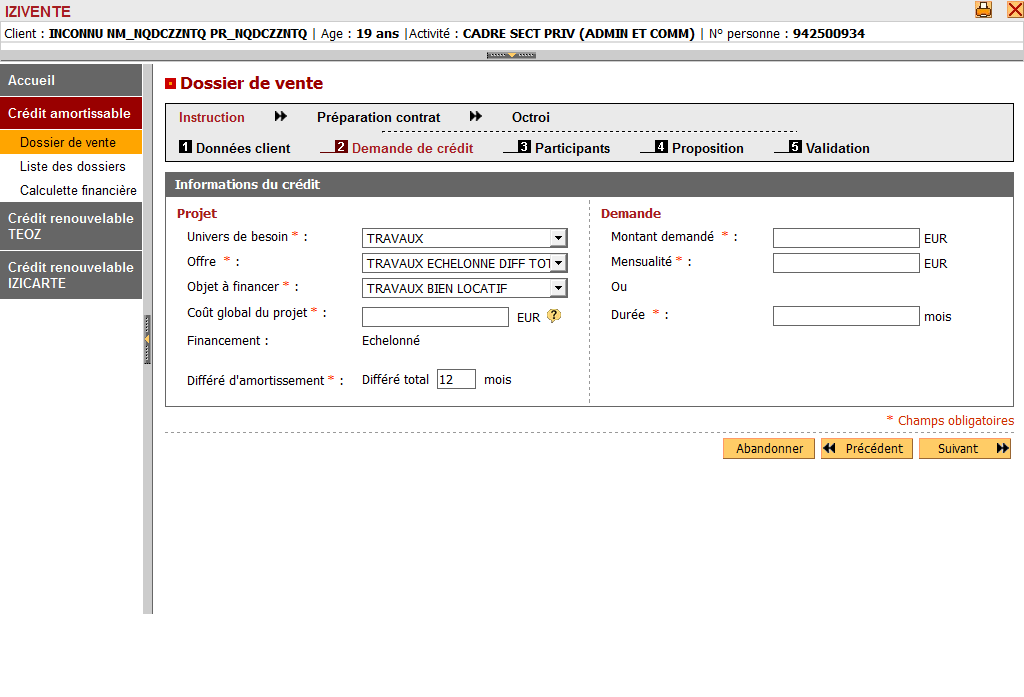 IZIVENTE
Client : INCONNU NM_NQDCZZNTQ PR_NQDCZZNTQ | Age : 19 ans |Activité : CADRE SECT PRIV (ADMIN ET COMM) | N° personne : 942500934
Accueil
Crédit amortissable
Dossier de vente
Liste des dossiers
Calculette financière
Crédit renouvelable
TEOZ
Crédit renouvelable
IZICARTE
Dossier de vente
Instruction Préparation contrat Octroi
1 Données client 2 Demande de crédit 3 Participants 4 Proposition 5 Validation
Informations du crédit
Projet
Univers de besoin * : TRAVAUX
Offre * : TRAVAUX ECHELONNE DIFF TOT
Objet à financer * : TRAVAUX BIEN LOCATIF
Coût global du projet * : EUR ?
Financement : Echelonné
Différé d'amortissement * : Différé total 12 mois
Demande
Montant demandé * : EUR
Mensualité * : EUR
Ou
Durée * : mois
* Champs obligatoires
Abandonner Précédent Suivant